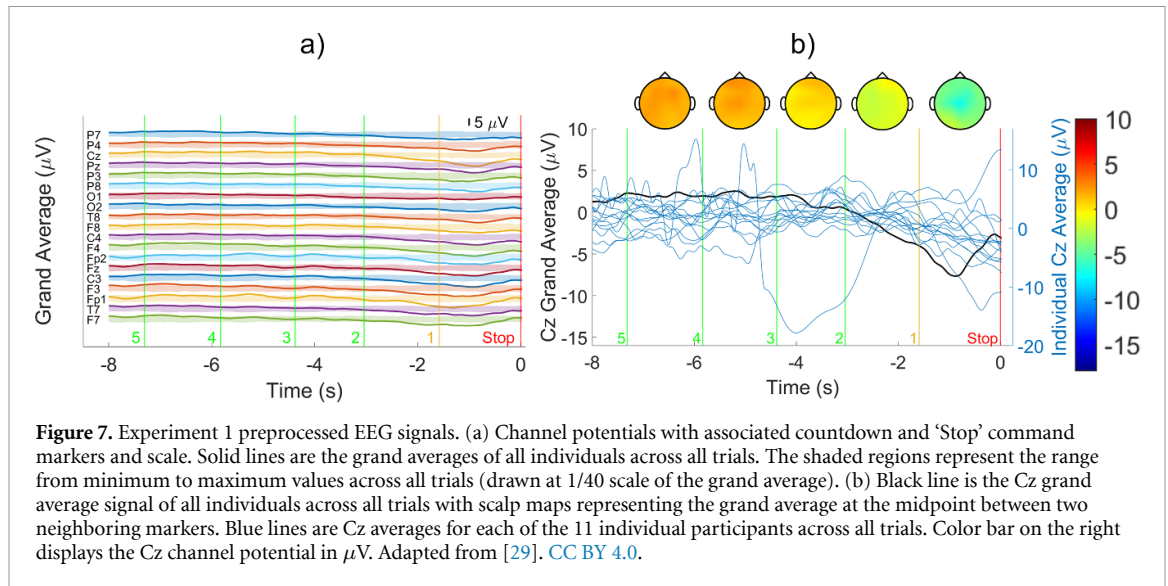 a)
b)
5 μV
Grand Average (μV)
P7
P4
Cz
Pz
P3
P8
O1
O2
T8
F8
C4
F4
Fp2
Fz
C3
F3
Fp1
T7
F7
5 4 3 2 1 Stop
-8 -6 -4 -2 0
Time (s)
Cz Grand Average (μV)
10
5
0
-5
-10
-15
5 4 3 2 1 Stop
-8 -6 -4 -2 0
Time (s)
10
0
-10
-20
Individual Cz Average (μV)
10
5
0
-5
-10
-15
Figure 7. Experiment 1 preprocessed EEG signals. (a) Channel potentials with associated countdown and ‘Stop’ command
markers and scale. Solid lines are the grand averages of all individuals across all trials. The shaded regions represent the range
from minimum to maximum values across all trials (drawn at 1/40 scale of the grand average). (b) Black line is the Cz grand
average signal of all individuals across all trials with scalp maps representing the grand average at the midpoint between two
neighboring markers. Blue lines are Cz averages for each of the 11 individual participants across all trials. Color bar on the right
displays the Cz channel potential in μV. Adapted from [29]. CC BY 4.0.